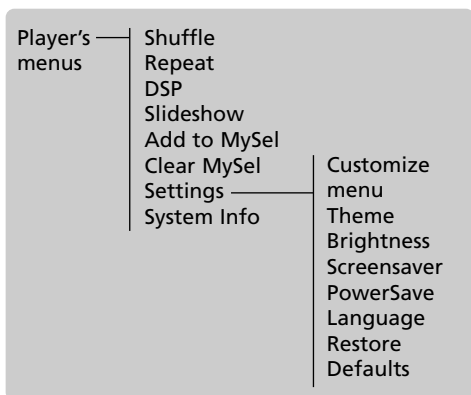 Player's
menus
Shuffle
Repeat
DSP
Slideshow
Add to MySel
Clear MySel
Settings
System Info
Customize
menu
Theme
Brightness
Screensaver
PowerSave
Language
Restore
Defaults